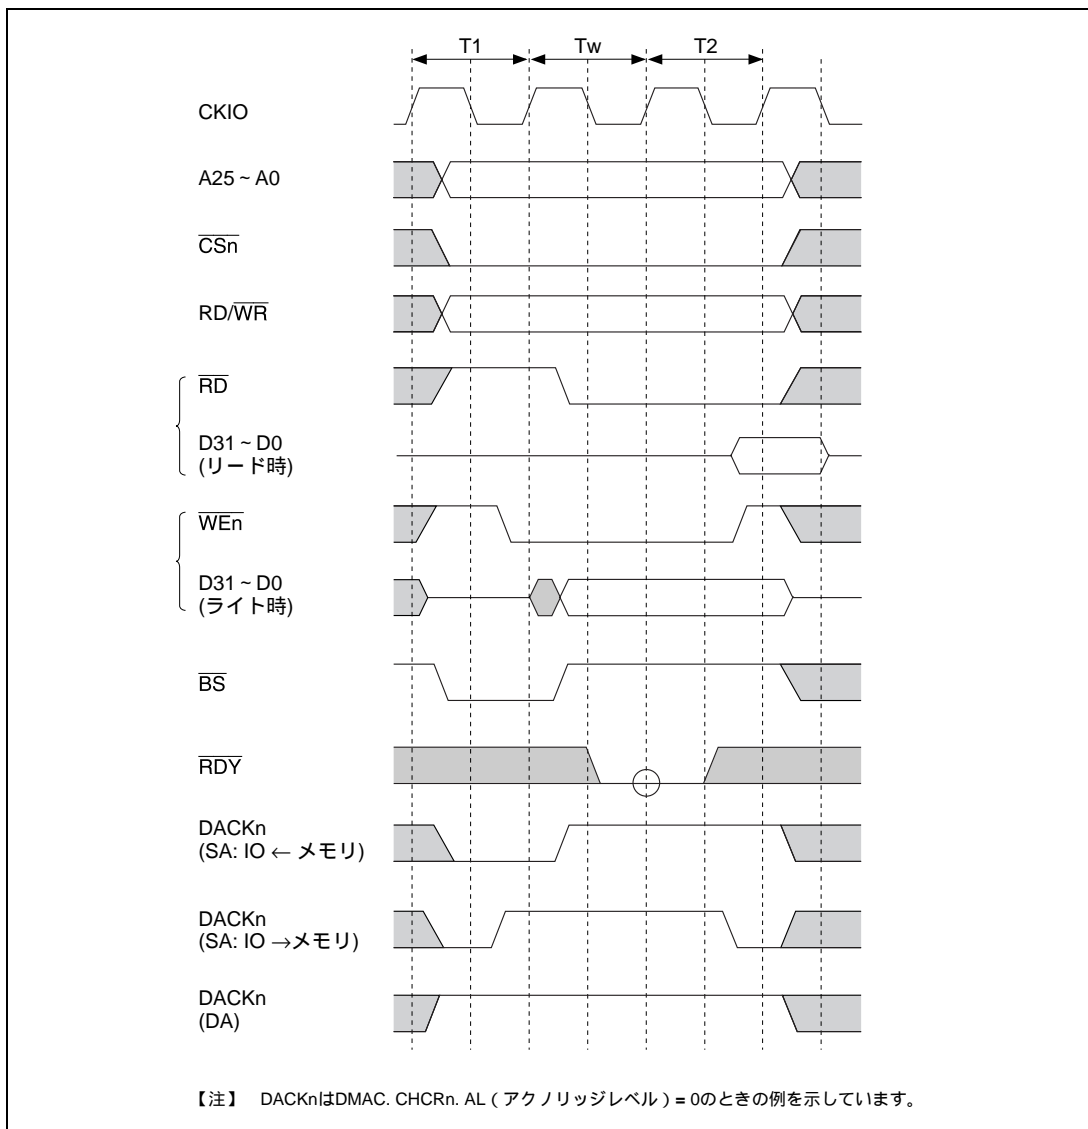 T1 Tw T2
CKIO
A25 ~ A0
CSn
RD/WR
RD
D31 ~ D0
(リード時)
WEn
D31 ~ D0
(ライト時)
BS
RDY
DACKn
(SA: IO ← メモリ)
DACKn
(SA: IO →メモリ)
DACKn
(DA)
【注】 DACKnはDMAC. CHCRn. AL(アクノリッジレベル)= 0のときの例を示しています。